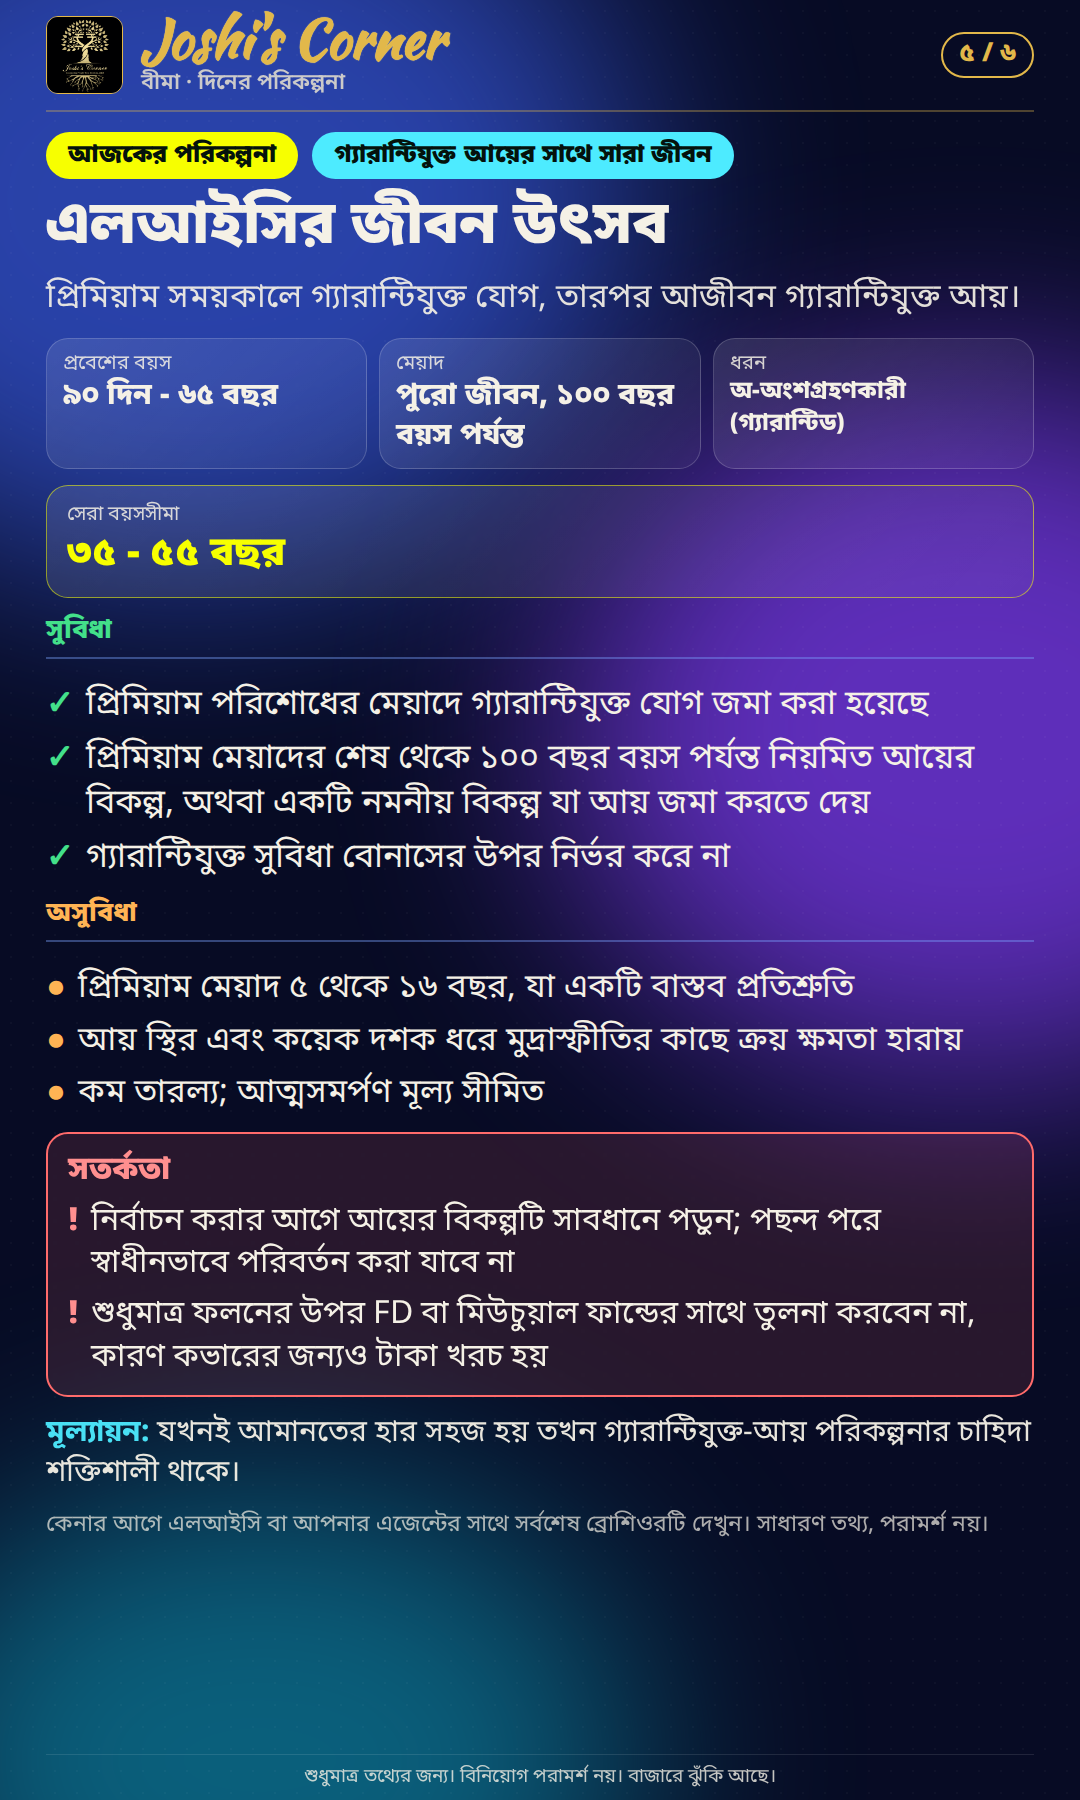 Joshi's Corner
বীমা · দিনের পরিকল্পনা
৫ / ৬
আজকের পরিকল্পনা
গ্যারান্টিযুক্ত আয়ের সাথে সারা জীবন
এলআইসির জীবন উৎসব
প্রিমিয়াম সময়কালে গ্যারান্টিযুক্ত যোগ, তারপর আজীবন গ্যারান্টিযুক্ত আয়।
প্রবেশের বয়স
৯০ দিন - ৬৫ বছর
মেয়াদ
পুরো জীবন, ১০০ বছর
বয়স পর্যন্ত
ধরন
অ-অংশগ্রহণকারী
(গ্যারান্টিড)
সেরা বয়সসীমা
৩৫ - ৫৫ বছর
সুবিধা
✓ প্রিমিয়াম পরিশোধের মেয়াদে গ্যারান্টিযুক্ত যোগ জমা করা হয়েছে
✓ প্রিমিয়াম মেয়াদের শেষ থেকে ১০০ বছর বয়স পর্যন্ত নিয়মিত আয়ের
বিকল্প, অথবা একটি নমনীয় বিকল্প যা আয় জমা করতে দেয়
✓ গ্যারান্টিযুক্ত সুবিধা বোনাসের উপর নির্ভর করে না
অসুবিধা
● প্রিমিয়াম মেয়াদ ৫ থেকে ১৬ বছর, যা একটি বাস্তব প্রতিশ্রুতি
● আয় স্থির এবং কয়েক দশক ধরে মুদ্রাস্ফীতির কাছে ক্রয় ক্ষমতা হারায়
● কম তারল্য; আত্মসমর্পণ মূল্য সীমিত
সতর্কতা
! নির্বাচন করার আগে আয়ের বিকল্পটি সাবধানে পড়ুন; পছন্দ পরে
স্বাধীনভাবে পরিবর্তন করা যাবে না
! শুধুমাত্র ফলনের উপর FD বা মিউচুয়াল ফান্ডের সাথে তুলনা করবেন না,
কারণ কভারের জন্যও টাকা খরচ হয়
মূল্যায়ন: যখনই আমানতের হার সহজ হয় তখন গ্যারান্টিযুক্ত-আয় পরিকল্পনার চাহিদা
শক্তিশালী থাকে।
কেনার আগে এলআইসি বা আপনার এজেন্টের সাথে সর্বশেষ ব্রোশিওরটি দেখুন। সাধারণ তথ্য, পরামর্শ নয়।
শুধুমাত্র তথ্যের জন্য। বিনিয়োগ পরামর্শ নয়। বাজারে ঝুঁকি আছে।